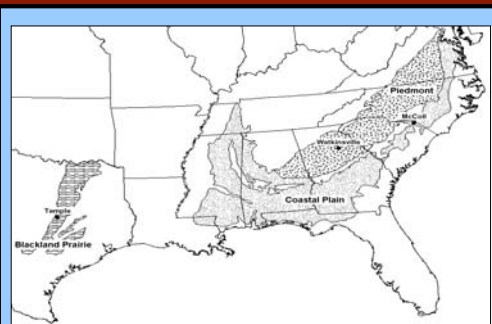 Piedmont
McColl
Watkinsville
Coastal Plain
Temple
Blackland Prairie